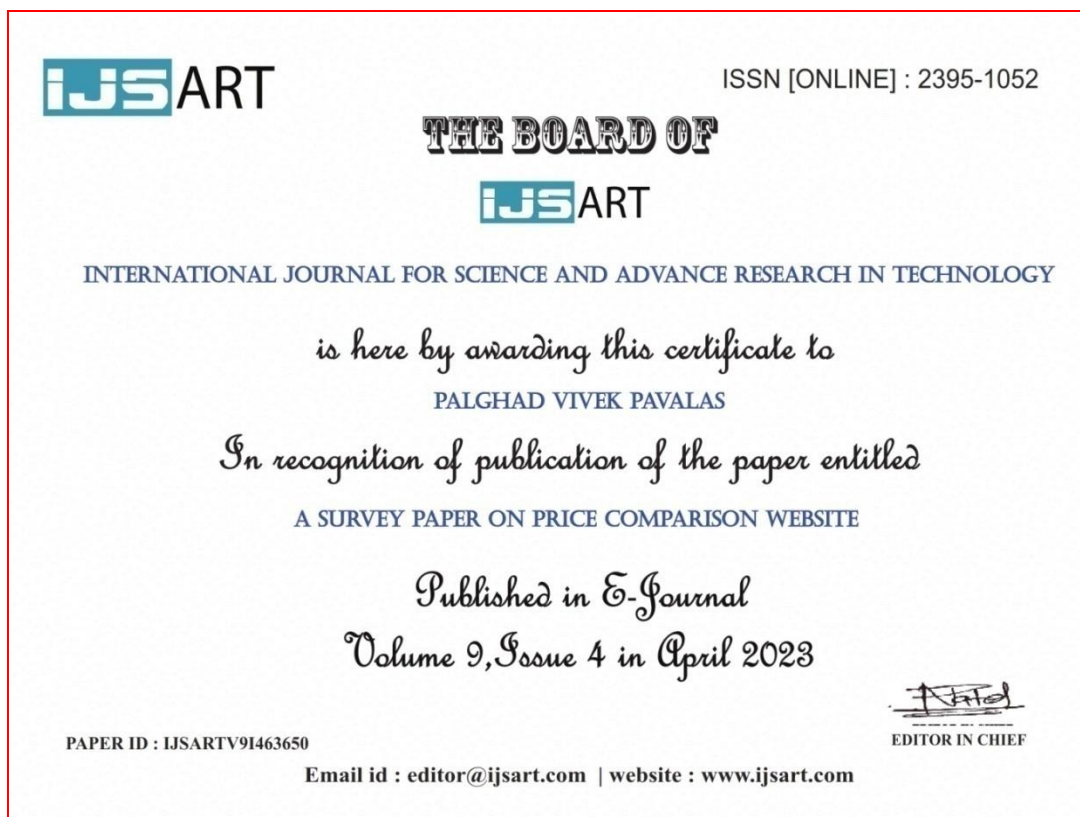 IJSART
ISSN [ONLINE] : 2395-1052
THE BOARD OF
IJSART
INTERNATIONAL JOURNAL FOR SCIENCE AND ADVANCE RESEARCH IN TECHNOLOGY
is here by awarding this certificate to
PALGHAD VIVEK PAVALAS
In recognition of publication of the paper entitled
A SURVEY PAPER ON PRICE COMPARISON WEBSITE
Published in E-Journal
Volume 9,Issue 4 in April 2023
EDITOR IN CHIEF
PAPER ID : IJSARTV9I463650
Email id : editor@ijsart.com | website : www.ijsart.com